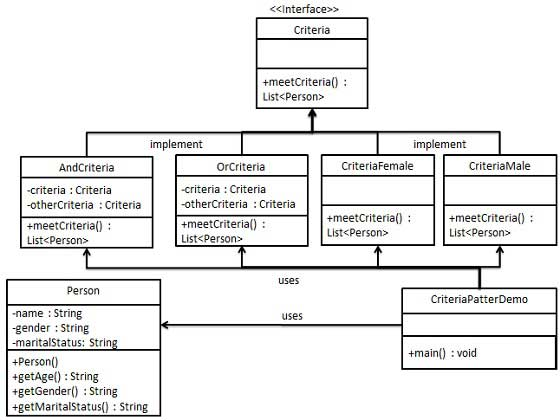 <<Interface>>
Criteria
+meetCriteria() :
List<Person>
implement
implement
AndCriteria
-criteria : Criteria
-otherCriteria : Criteria
+meetCriteria() :
List<Person>
OrCriteria
-criteria : Criteria
-otherCriteria : Criteria
+meetCriteria() :
List<Person>
CriteriaFemale
+meetCriteria() :
List<Person>
CriteriaMale
+meetCriteria() :
List<Person>
uses
Person
-name : String
-gender : String
-maritalStatus: String
+Person()
+getAge() : String
+getGender() : String
+getMaritalStatus() : String
uses
CriteriaPatterDemo
+main() : void